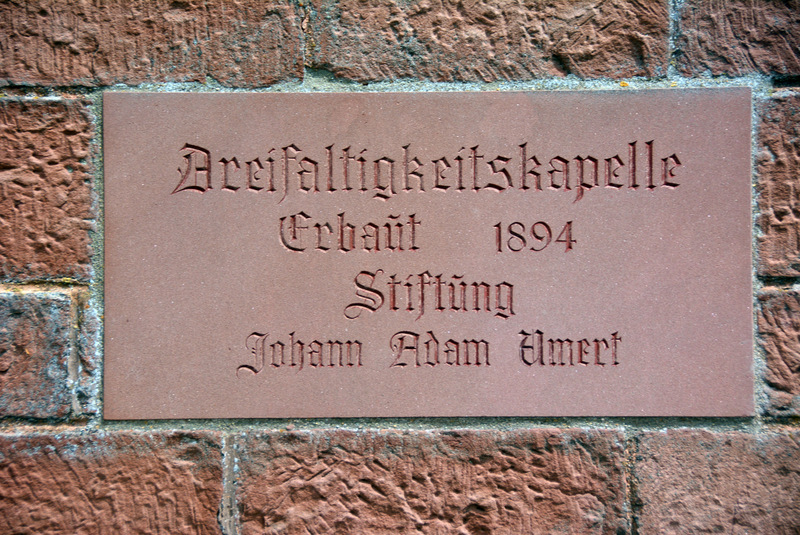 Dreifaltigkeitskapelle
Erbaut 1894
Stiftung
Johann Adam Umert